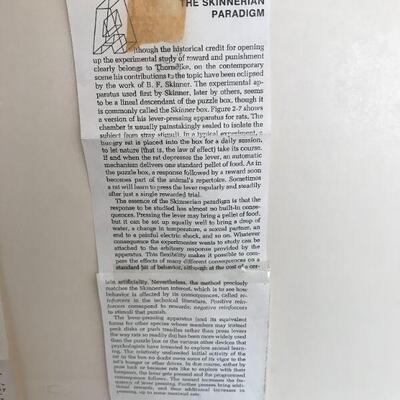 THE SKINNERIAN
PARADIGM
lthough the historical credit for opening
up the experimental study of reward and punishment
clearly belongs to Thorndike, on the contemporary
scene his contributions to the topic have been eclipsed
by the work of B. F. Skinner. The experimental ap-
paratus used first by Skinner, later by others, seems
to be a lineal descendant of the puzzle box, though it
is commonly called the Skinner box. Figure 2-7 shows
a version of his lever-pressing apparatus for rats. The
chamber is usually painstakingly sealed to isolate the
subject from stray stimuli. In a typical experiment, a
hungry rat is placed into the box for a daily session,
to let nature (that is, the law of effect) take its course.
If and when the rat depresses the lever, an automatic
mechanism delivers one standard pellet of food. As in
the puzzle box, a response followed by a reward soon
becomes part of the animal's repertoire. Sometimes
a rat will learn to press the lever regularly and steadily
after just a single rewarded trial.
The essence of the Skinnerian paradigm is that the
response to be studied has almost no built-in conse-
quences. Pressing the lever may bring a pellet of food,
but it can be set up equally well to bring a drop of
water, a change in temperature, a sexual partner, an
end to a painful electric shock, and so on. Whatever
consequence the experimenter wants to study can be
attached to the arbitrary response provided by the
apparatus. This flexibility makes it possible to com-
pare the effects of many different consequences on a
standard bit of behavior, although at the cost of a cer-
tain artificiality. Nevertheless, the method precisely
matches the Skinnerian interest, which is to see how
behavior is affected by its consequences, called re-
inforcers in the technical literature. Positive rein-
forcers correspond to rewards; negative reinforcers
to stimuli that punish.
The lever-pressing apparatus (and its equivalent
forms for other species whose members may instead
peck disks or push treadles rather than press levers
the way rats so readily do) has been more widely used
than the puzzle box or the various other devices that
psychologists have invented to explore animal learn-
ing. The relatively undisturbed initial activity of the
rat in the box no doubt owes some of its vigor to the
rat's hunger or other drives. In due course, either by
pure luck or because rats like to explore with their
forepaws, the lever gets pressed and the programmed
consequence follows. The reward increases the fre-
quency of lever pressing. Further presses bring addi-
tional rewards, and thus additional increases in
pressing, up to some maximal rate.